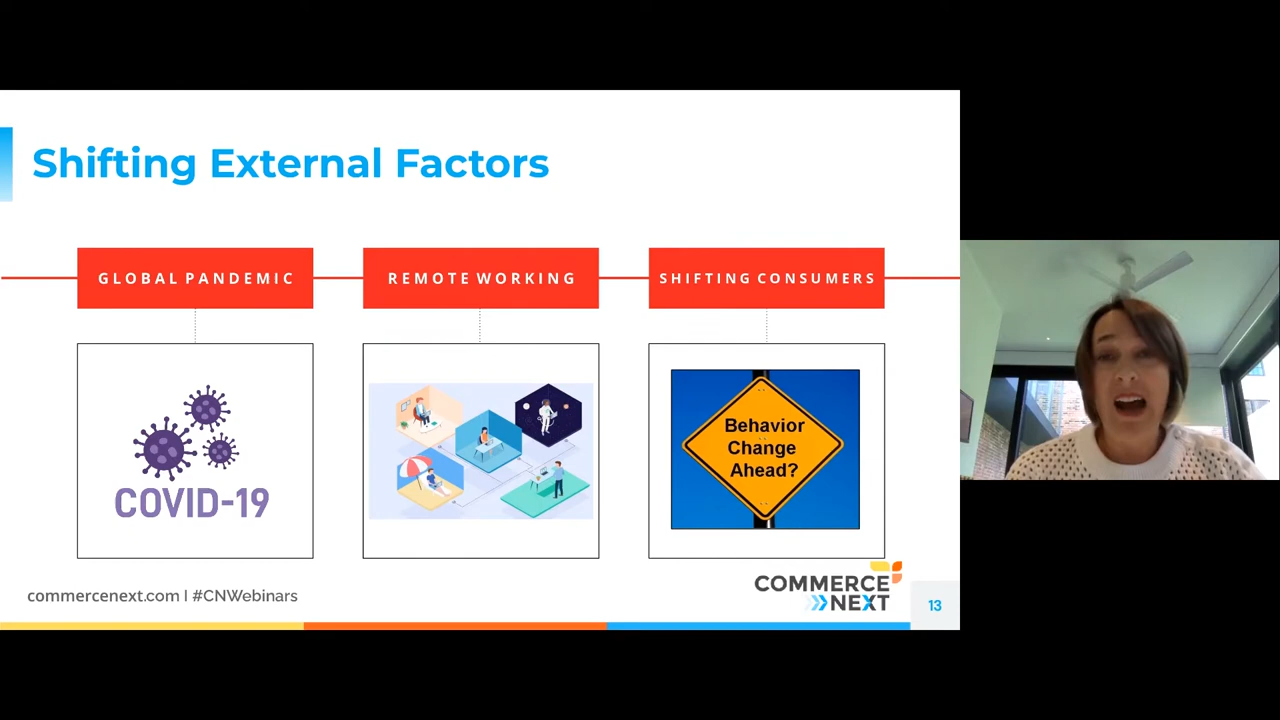 Shifting External Factors
GLOBAL PANDEMIC
REMOTE WORKING
SHIFTING CONSUMERS
COVID-19
Behavior
Change
Ahead?
commercenext.com | #CNWebinars
COMMERCE
NEXT
13